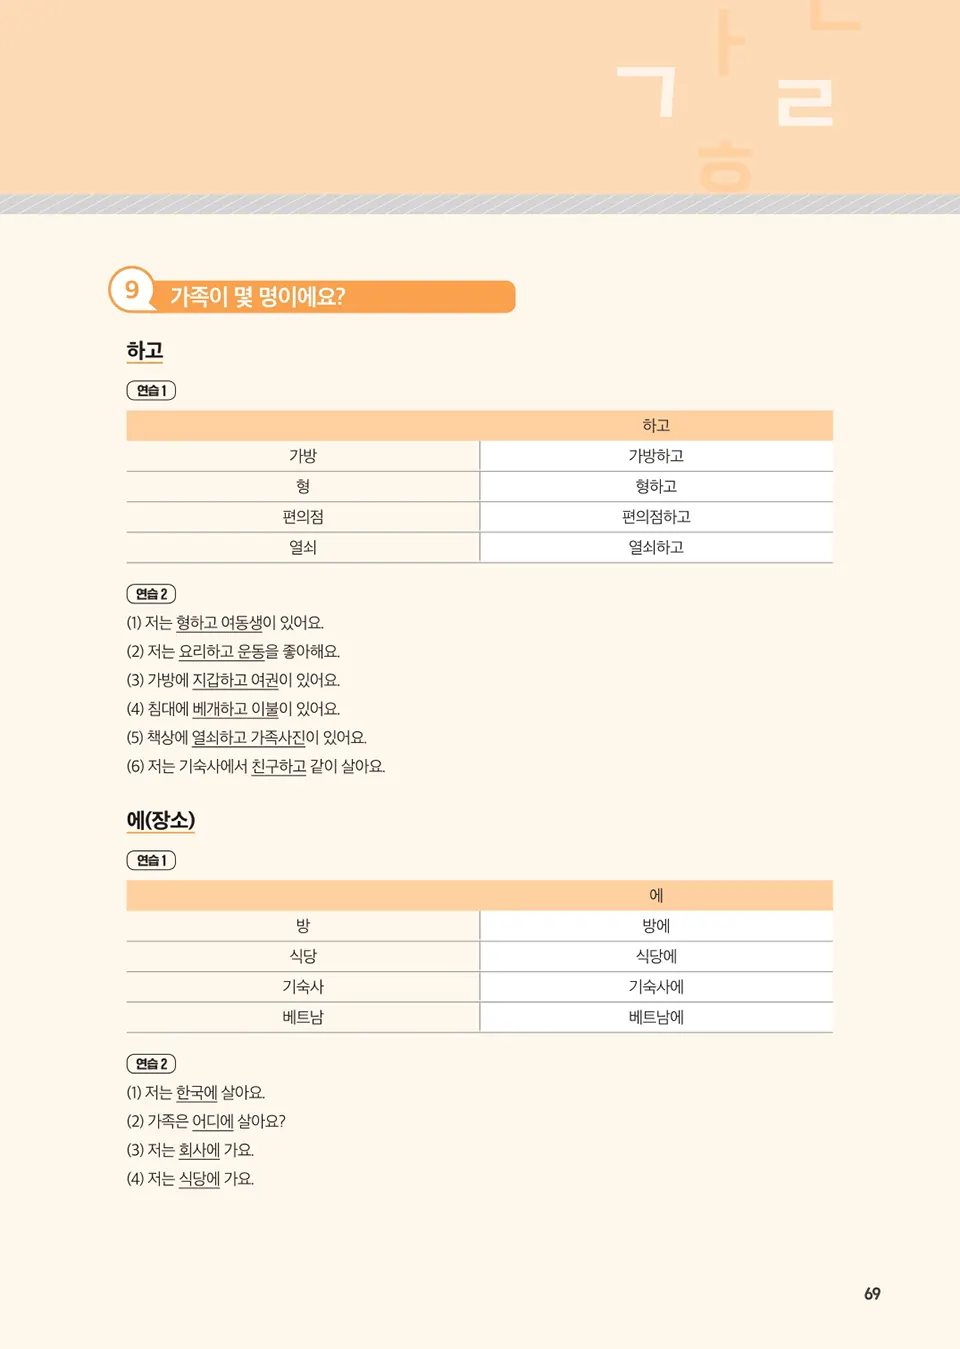 ㅏ ㄴ
ㄱ ㄹ
ㅎ
9 가족이 몇 명이에요?
하고
연습 1
하고
가방 가방하고
형 형하고
편의점 편의점하고
열쇠 열쇠하고
연습 2
(1) 저는 형하고 여동생이 있어요.
(2) 저는 요리하고 운동을 좋아해요.
(3) 가방에 지갑하고 여권이 있어요.
(4) 침대에 베개하고 이불이 있어요.
(5) 책상에 열쇠하고 가족사진이 있어요.
(6) 저는 기숙사에서 친구하고 같이 살아요.
에(장소)
연습 1
에
방 방에
식당 식당에
기숙사 기숙사에
베트남 베트남에
연습 2
(1) 저는 한국에 살아요.
(2) 가족은 어디에 살아요?
(3) 저는 회사에 가요.
(4) 저는 식당에 가요.
69